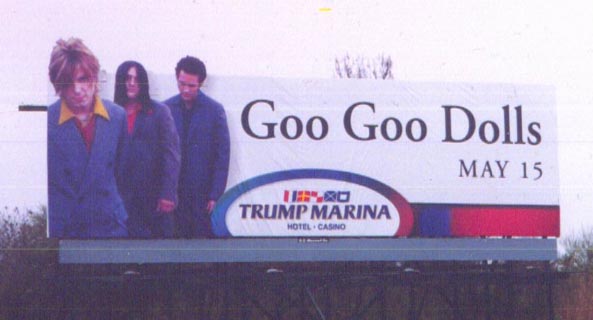 Goo Goo Dolls
MAY 15
TRUMP MARINA
HOTEL • CASINO